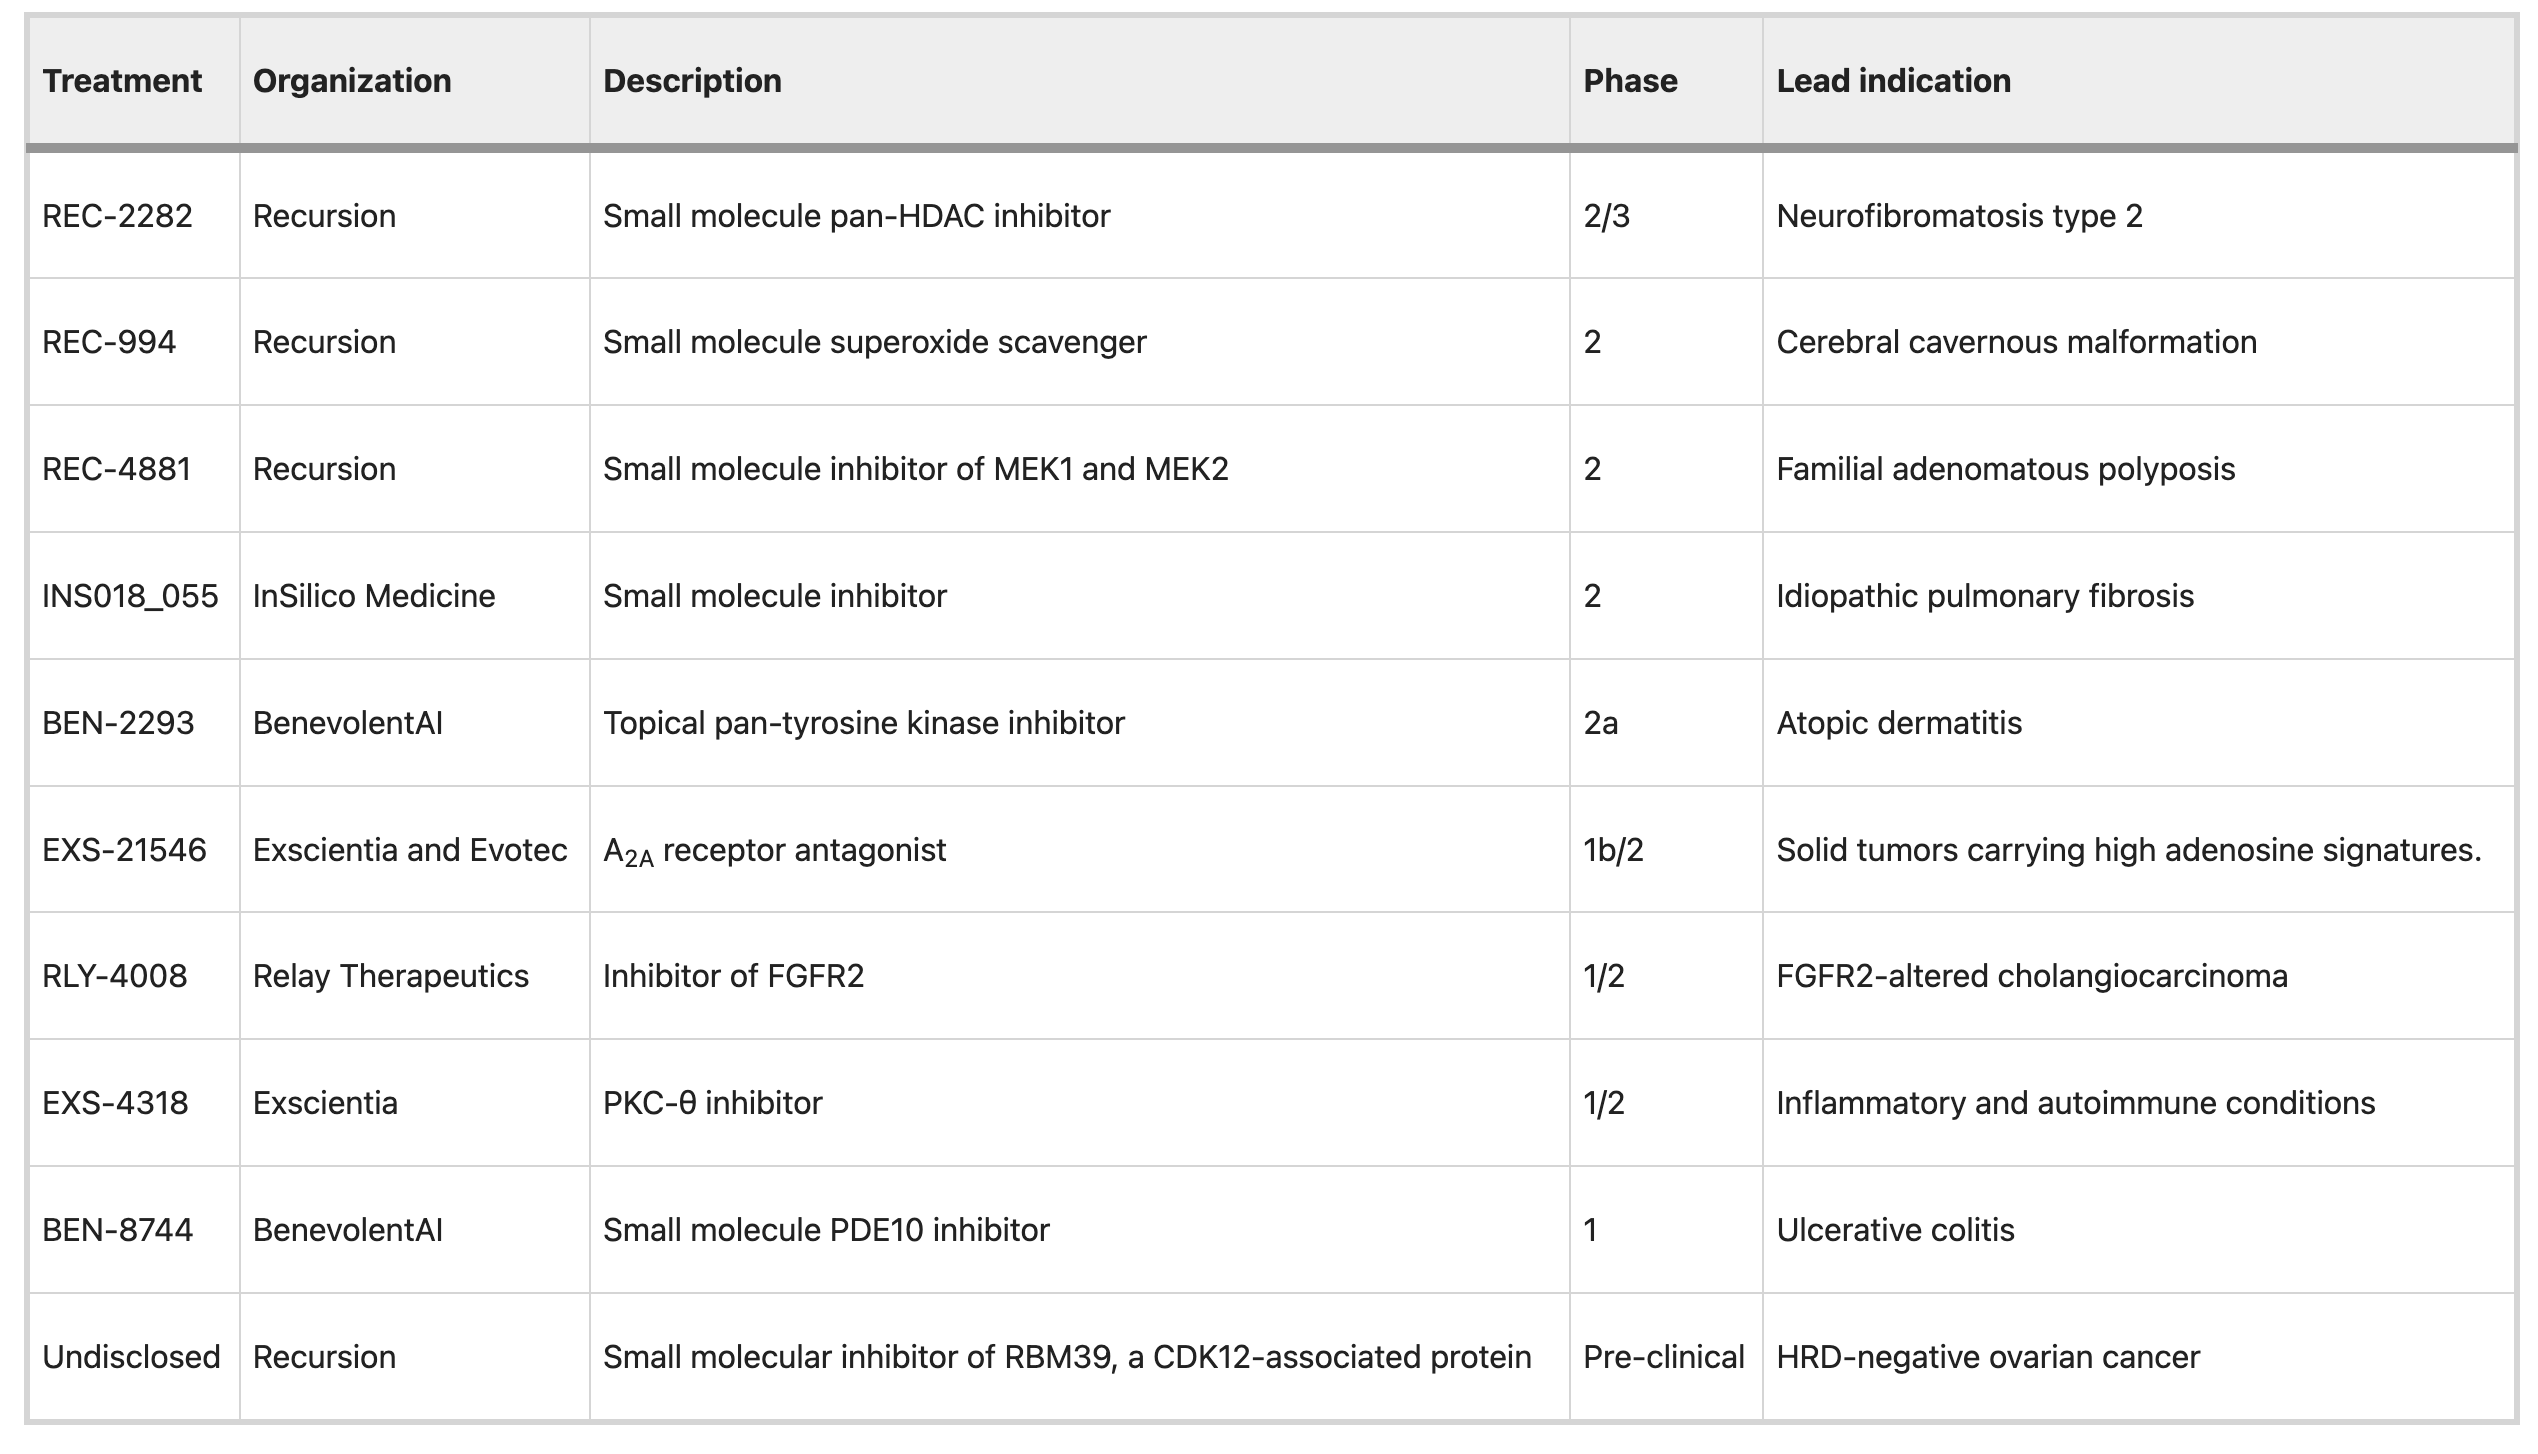 Treatment Organization Description Phase Lead indication
REC-2282 Recursion Small molecule pan-HDAC inhibitor 2/3 Neurofibromatosis type 2
REC-994 Recursion Small molecule superoxide scavenger 2 Cerebral cavernous malformation
REC-4881 Recursion Small molecule inhibitor of MEK1 and MEK2 2 Familial adenomatous polyposis
INS018_055 InSilico Medicine Small molecule inhibitor 2 Idiopathic pulmonary fibrosis
BEN-2293 BenevolentAI Topical pan-tyrosine kinase inhibitor 2a Atopic dermatitis
EXS-21546 Exscientia and Evotec A2A receptor antagonist 1b/2 Solid tumors carrying high adenosine signatures.
RLY-4008 Relay Therapeutics Inhibitor of FGFR2 1/2 FGFR2-altered cholangiocarcinoma
EXS-4318 Exscientia PKC-θ inhibitor 1/2 Inflammatory and autoimmune conditions
BEN-8744 BenevolentAI Small molecule PDE10 inhibitor 1 Ulcerative colitis
Undisclosed Recursion Small molecular inhibitor of RBM39, a CDK12-associated protein Pre-clinical HRD-negative ovarian cancer